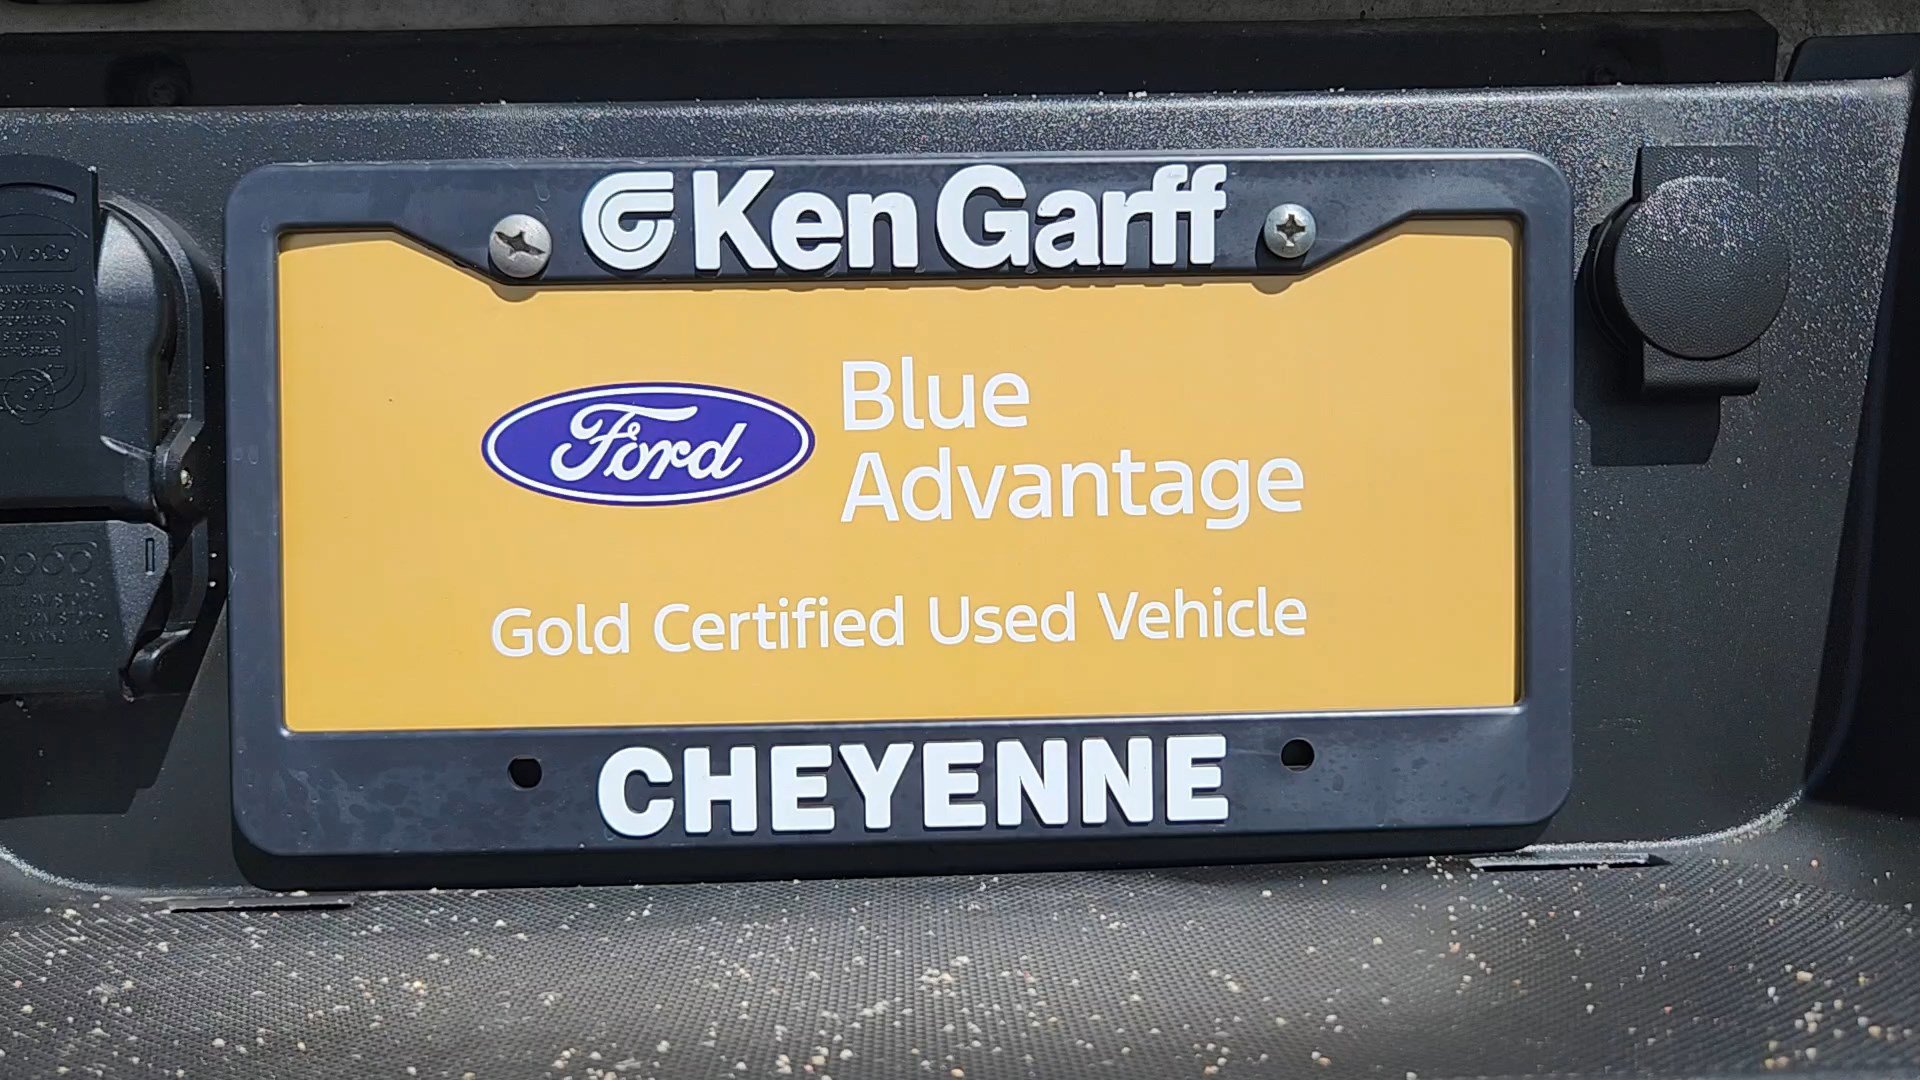 Ken Garff
Ford
Blue
Advantage
Gold Certified Used Vehicle
CHEYENNE